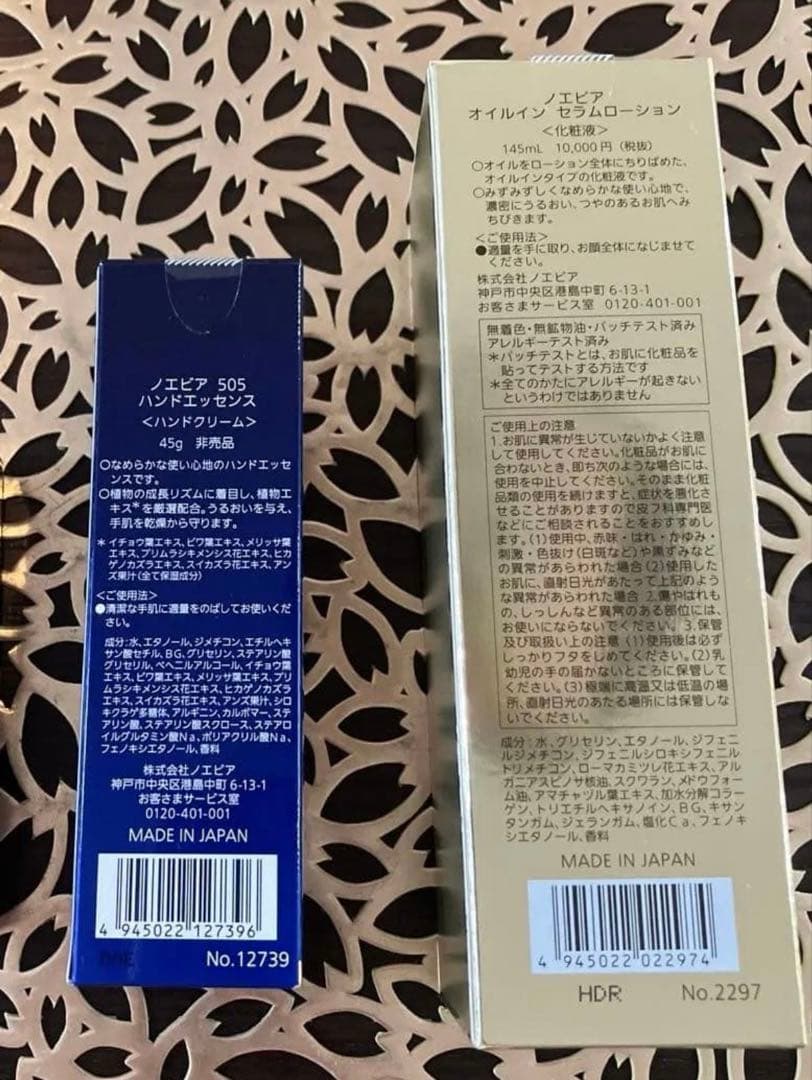 ノエビア 505
ハンドエッセンス
＜ハンドクリーム＞
45g 非売品
○なめらかな使い心地のハンドエッセ
ンスです。
○植物の成長リズムに着目し、植物エ
キス*を厳選配合。うるおいを与え、
手肌を乾燥から守ります。
* イチョウ葉エキス、ビワ葉エキス、メリッサ葉
エキス、プリムラシキメンシス花エキス、ヒカ
ゲノカズラエキス、スイカズラ花エキス、アン
ズ果汁（全て保湿成分）
＜ご使用法＞
●清潔な手肌に適量をのばしてお使いくだ
さい。
成分：水、エタノール、ジメチコン、エチルヘキ
サン酸セチル、BG、グリセリン、ステアリン酸
グリセリル、ベヘニルアルコール、イチョウ葉
エキス、ビワ葉エキス、メリッサ葉エキス、プリ
ムラシキメンシス花エキス、ヒカゲノカズラ
エキス、スイカズラ花エキス、アンズ果汁、シロ
キクラゲ多糖体、アルギニン、カルボマー、ステ
アリン酸、ステアリン酸スクロース、ステアロ
イルグルタミン酸Na、ポリアクリル酸Na、
フェノキシエタノール、香料
株式会社ノエビア
神戸市中央区港島中町 6-13-1
お客さまサービス室
0120-401-001
MADE IN JAPAN
4 945022 127396
No.12739
ノエビア
オイルイン セラムローション
＜化粧液＞
145mL 10,000円（税抜）
○オイルをローション全体にちりばめた、
オイルインタイプの化粧液です。
○みずみずしくなめらかな使い心地で、
濃密にうるおい、つやのあるお肌へみ
ちびきます。
＜ご使用法＞
●適量を手に取り、お顔全体になじませて
ください。
株式会社ノエビア
神戸市中央区港島中町 6-13-1
お客さまサービス室 0120-401-001
無着色・無鉱物油・パッチテスト済み
アレルギーテスト済み
*パッチテストとは、お肌に化粧品を
貼ってテストする方法です
*全てのかたにアレルギーが起きない
というわけではありません
ご使用上の注意
1.お肌に異常が生じていないかよく注意
して使用してください。化粧品がお肌に
合わないとき、即ち次のような場合には、
使用を中止してください。そのまま化粧
品類の使用を続けますと、症状を悪化さ
せることがありますので皮フ科専門医
などにご相談されることをおすすめし
ます。（1）使用中、赤味・はれ・かゆみ・
刺激・色抜け（白斑など）や黒ずみなど
の異常があらわれた場合（2）使用した
お肌に、直射日光があたって上記のよう
な異常があらわれた場合 2.傷やはれも
の、しっしんなど異常のある部位には、
お使いにならないでください。3.保管
及び取扱い上の注意（1）使用後は必ず
しっかりフタをしめてください。（2）乳
幼児の手の届かないところに保管して
ください。（3）極端に高温又は低温の場
所、直射日光のあたる場所には保管しな
いでください。
成分：水、グリセリン、エタノール、ジフェニ
ルジメチコン、ジフェニルシロキシフェニル
トリメチコン、ローマカミツレ花エキス、アル
ガニアスピノサ核油、スクワラン、メドウフォー
ム油、アマチャヅル葉エキス、加水分解コラー
ゲン、トリエチルヘキサノイン、BG、キサン
タンガム、ジェランガム、塩化Ca、フェノキ
シエタノール、香料
MADE IN JAPAN
4 945022 022974
HDR No.2297